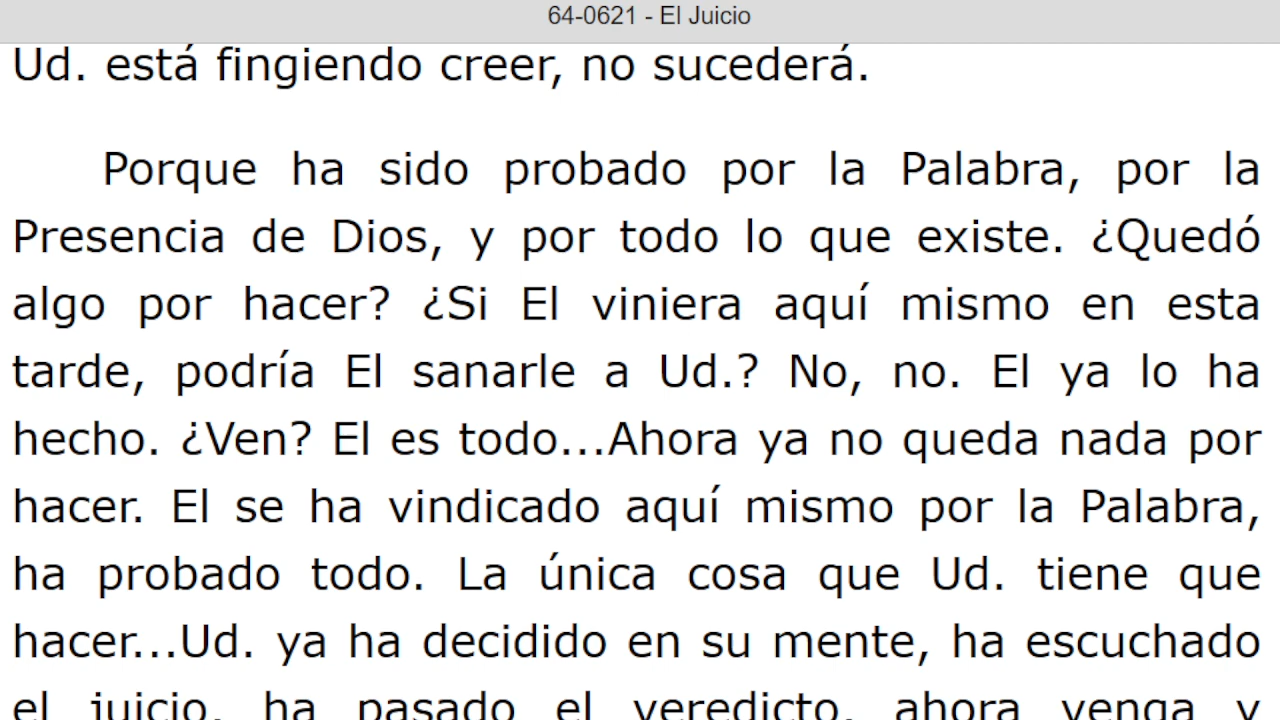 64-0621 - El Juicio
Ud. está fingiendo creer, no sucederá.
Porque ha sido probado por la Palabra, por la
Presencia de Dios, y por todo lo que existe. ¿Quedó
algo por hacer? ¿Si El viniera aquí mismo en esta
tarde, podría El sanarle a Ud.? No, no. El ya lo ha
hecho. ¿Ven? El es todo...Ahora ya no queda nada por
hacer. El se ha vindicado aquí mismo por la Palabra,
ha probado todo. La única cosa que Ud. tiene que
hacer...Ud. ya ha decidido en su mente, ha escuchado
el juicio, ha pasado el veredicto, ahora venga y